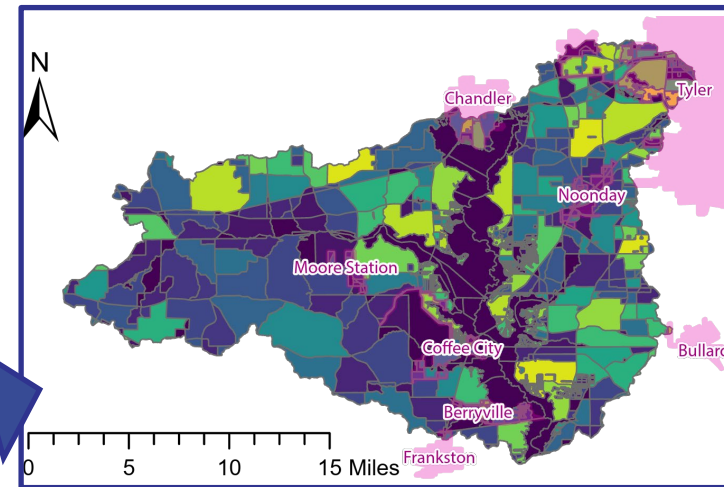 N
Chandler
Tyler
Noonday
Moore Station
Coffee City
Bullard
Berryville
Frankston
0 5 10 15 Miles